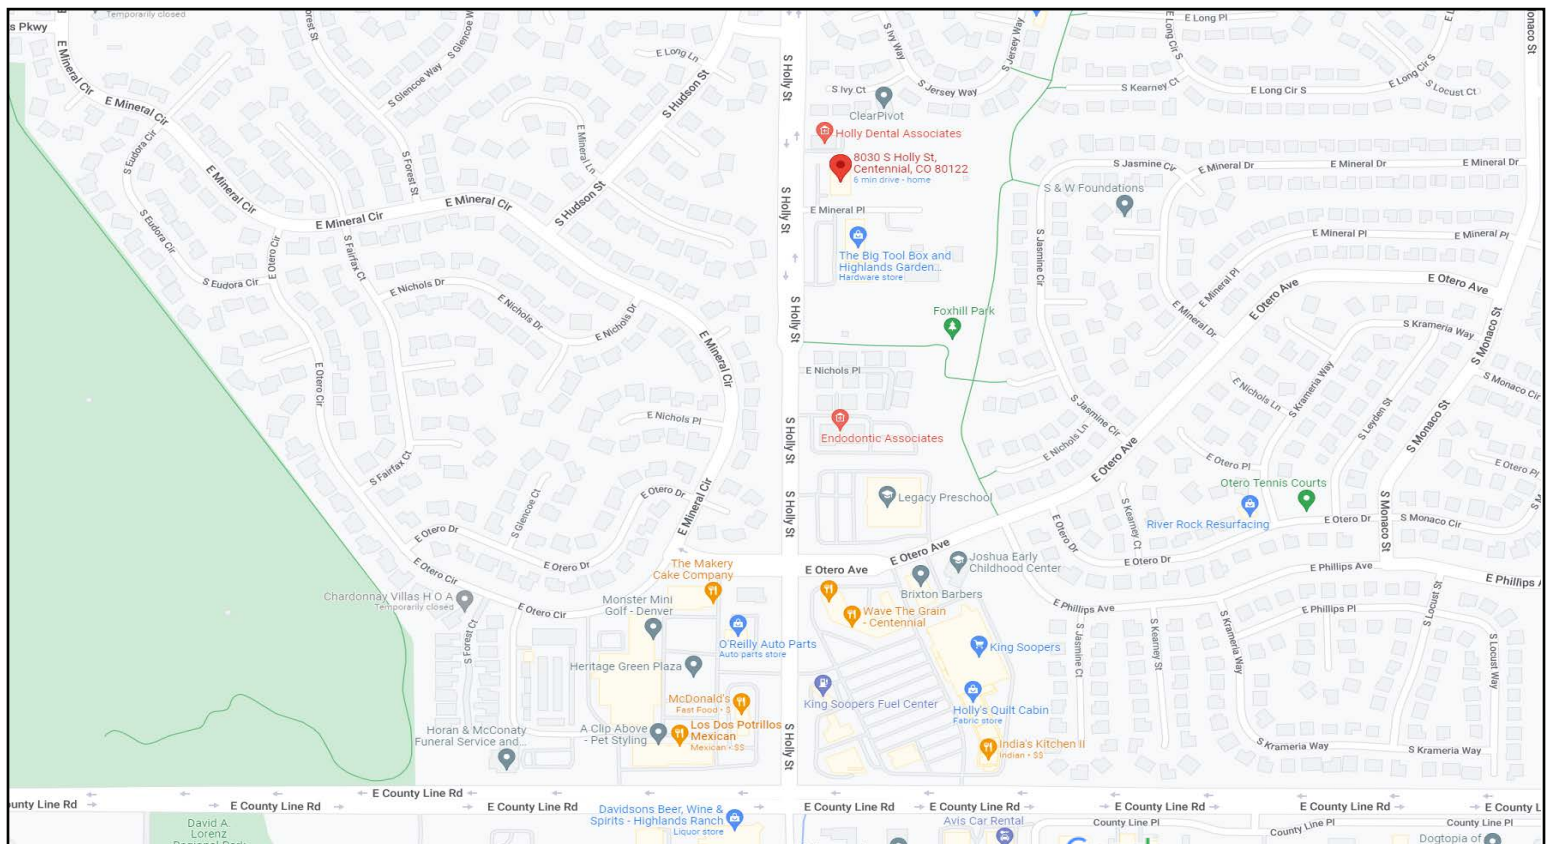 Temporarily closed
s Pkwy
E Mineral Cir
E Mineral Cir
E Mineral Cir
E Mineral Cir
E Mineral Cir
E Mineral Cir
E Mineral Cir
S Eudora Cir
S Eudora Cir
S Eudora Cir
S Glencoe Way
S Glencoe W
orest St
S Forest St
E Long Ln
S Hudson St
S Hudson St
E Mineral Ln
S Holly St
S Holly St
S Holly St
S Holly St
S Holly St
S Holly St
S Ivy Way
S Ivy Ct
S Jersey Way
S Jersey Way
ClearPivot
Holly Dental Associates
8030 S Holly St,
Centennial, CO 80122
6 min drive - home
E Mineral Pl
The Big Tool Box and
Highlands Garden...
Hardware store
Foxhill Park
E Long Pl
E Long Cir S
E Long Cir S
E Long Cir S
S Kearney Ct
S Locust Ct
onaco St
S Jasmine Cir
E Mineral Dr
E Mineral Dr
E Mineral Dr
S & W Foundations
S Jasmine Cir
E Mineral Pl
E Mineral Pl
E Mineral Pl
E Mineral Dr
E Otero Ave
E Otero Ave
S Krameria Way
S Monaco St
S Monaco Cir
E Otero Cir
S Fairfax Ct
E Nichols Dr
E Nichols Dr
E Nichols Dr
E Otero Cir
E Nichols Pl
S Fairfax Ct
E Nichols Pl
Endodontic Associates
Legacy Preschool
S Jasmine Cir
E Nichols Ln
E Otero Ave
E Nichols Ln
S Krameria Way
S Leyden St
S Monaco St
E Otero Pl
E Otero Pl
Otero Tennis Courts
River Rock Resurfacing
S Kearney Ct
E Otero Dr
E Otero Dr
E Otero Dr
S Monaco St
S Monaco Cir
S Glencoe Ct
E Otero Dr
E Otero Dr
E Otero Dr
E Otero Cir
E Otero Cir
The Makery
Cake Company
E Otero Ave
E Otero Ave
Joshua Early
Childhood Center
Brixton Barbers
E Phillips Ave
E Phillips Ave
E Phillips A
Chardonnay Villas H O A
Temporarily closed
Monster Mini
Golf - Denver
Wave The Grain
- Centennial
O'Reilly Auto Parts
Auto parts store
King Soopers
S Forest Ct
Heritage Green Plaza
S Jasmine Ct
S Kearney St
S Krameria Way
E Phillips Pl
S Locust St
S Locust Way
McDonald's
Fast Food • $
King Soopers Fuel Center
Holly's Quilt Cabin
Fabric store
Horan & McConaty
Funeral Service and...
A Clip Above
- Pet Styling
Los Dos Potrillos
Mexican
Mexican • $$
S Holly St
India's Kitchen II
Indian • $$
S Krameria Way
S Krameria Way
ounty Line Rd
E County Line Rd
E County Line Rd
E County Line Rd
E County Line Rd
E County Line Rd
E County Line Rd
E County Line Rd
E County L
David A.
Lorenz
Regional Park
Davidsons Beer, Wine &
Spirits - Highlands Ranch
Liquor store
Avis Car Rental
County Line Pl
County Line Pl
County Line Pl
Dogtopia of